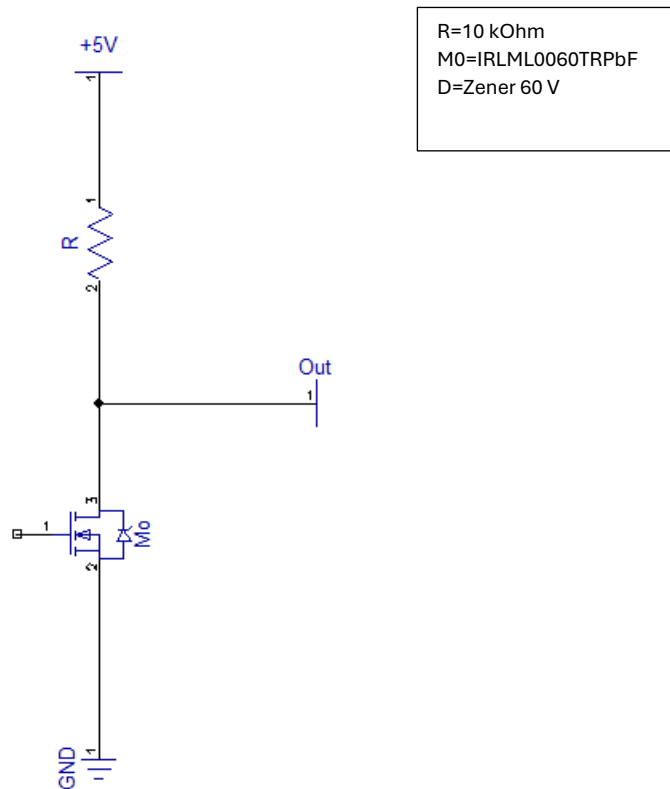 R=10 kOhm
M0=IRLML0060TRPbF
D=Zener 60 V
+5V
1
1
R
2
Out
1
3
1
Mo
2
1
GND